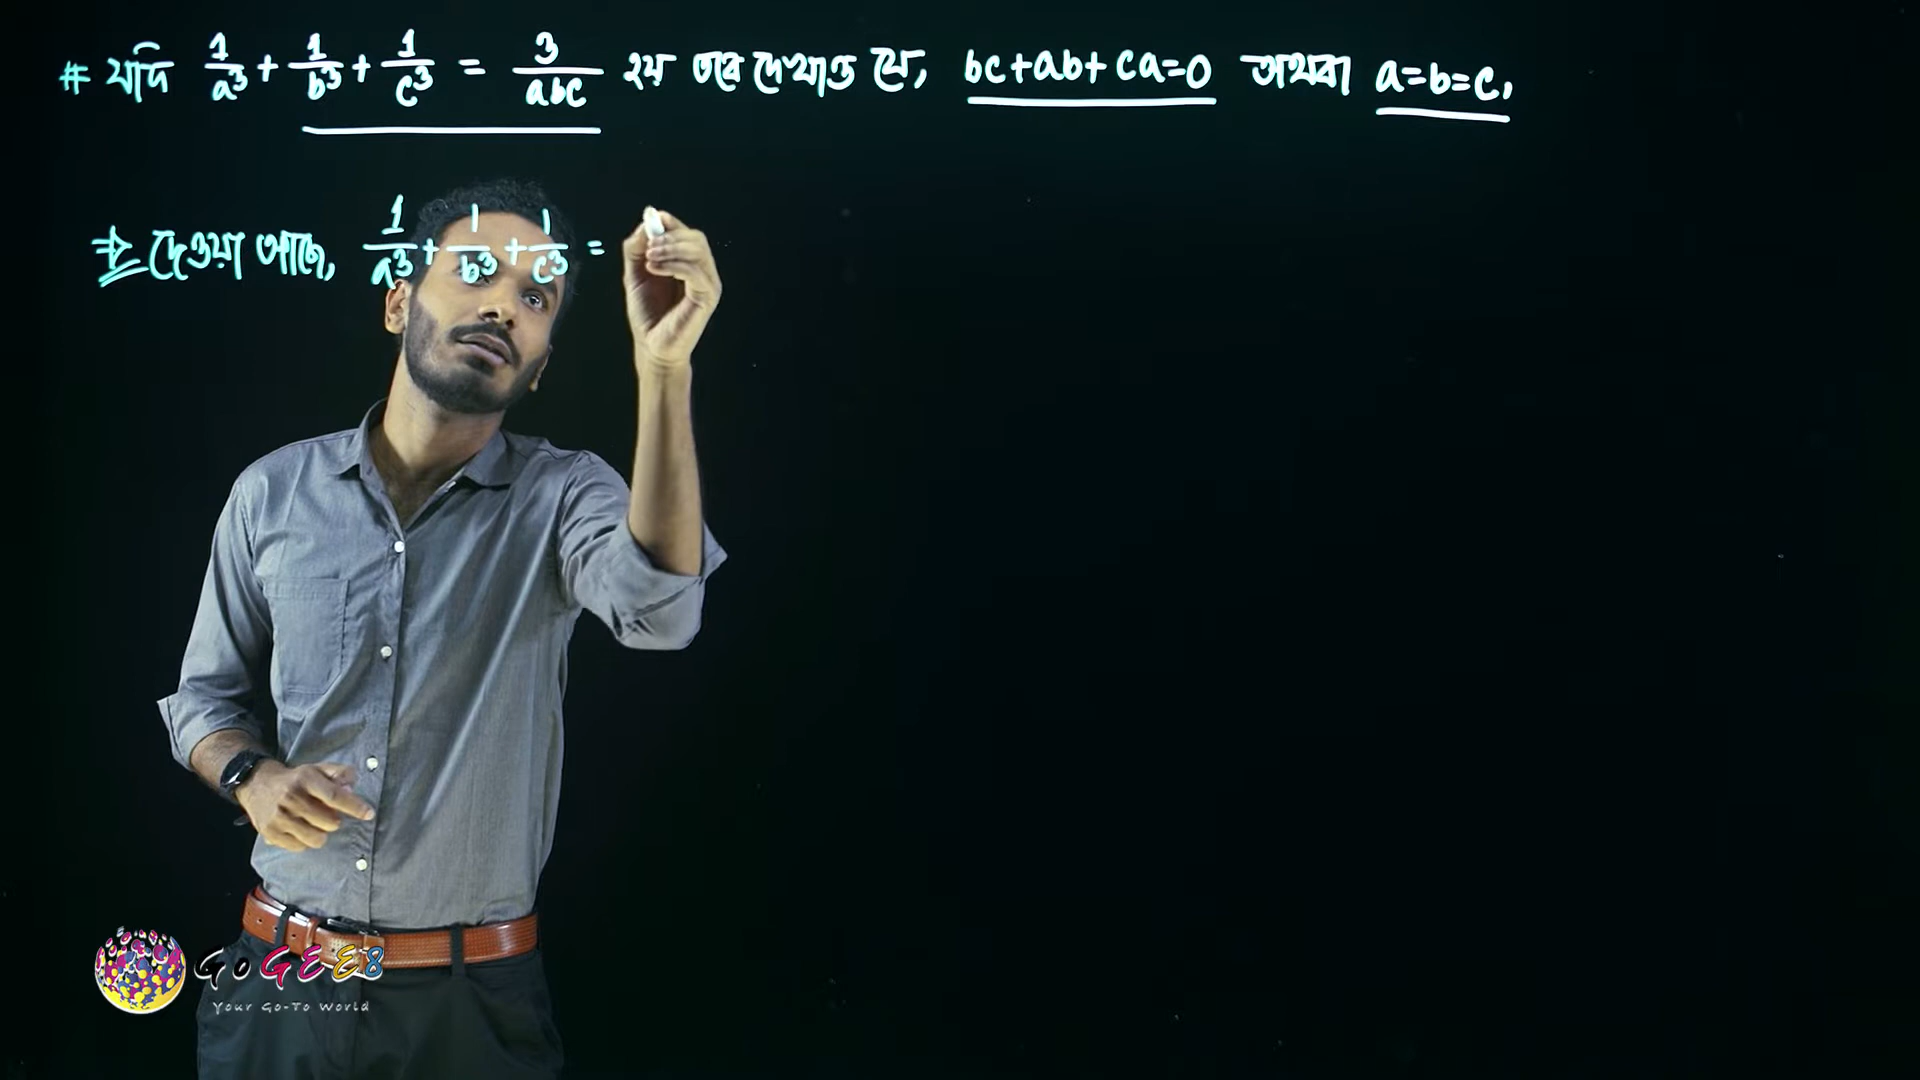 # যদি 1/a³ + 1/b³ + 1/c³ = 3/abc হয় তবে দেখাও যে, bc+ab+ca=0 অথবা a=b=c,
⇒ দেওয়া আছে, 1/a³ + 1/b³ + 1/c³ =
GoGEE8
Your Go-To World